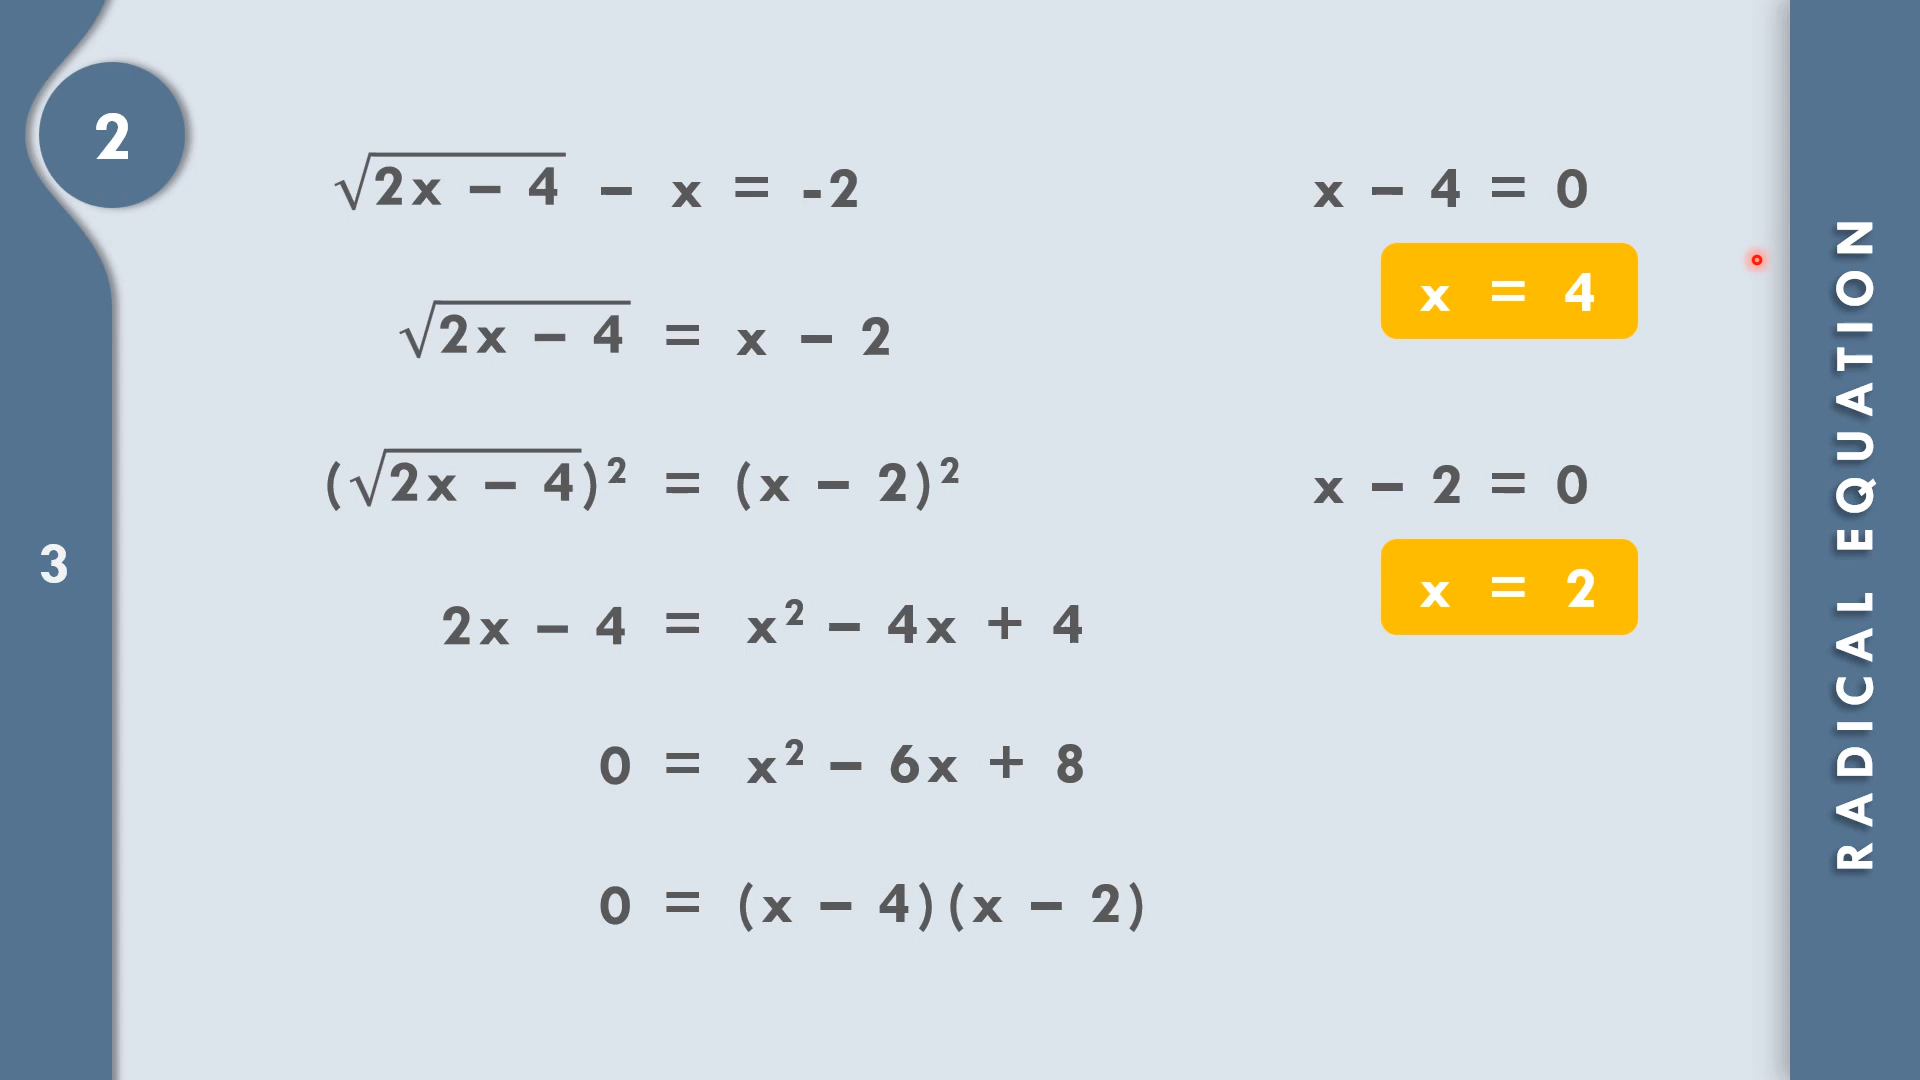 2
3
√2x − 4 − x = -2
√2x − 4 = x − 2
(√2x − 4)² = (x − 2)²
2x − 4 = x² − 4x + 4
0 = x² − 6x + 8
0 = (x − 4)(x − 2)
x − 4 = 0
x = 4
x − 2 = 0
x = 2
RADICAL EQUATION